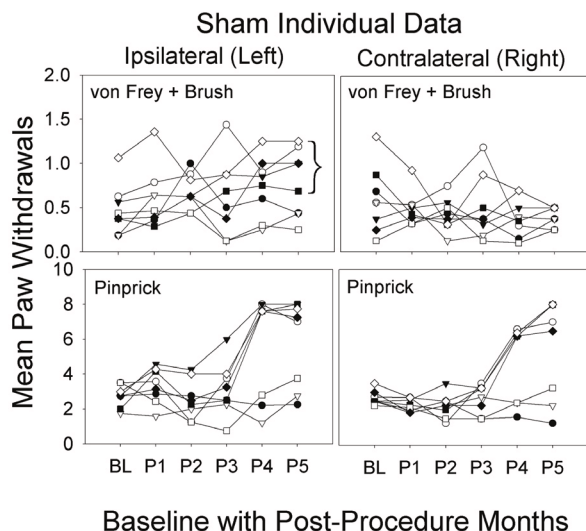 Sham Individual Data
Ipsilateral (Left) Contralateral (Right)
Mean Paw Withdrawals
2.0
von Frey + Brush von Frey + Brush
1.5
1.0
0.5
0.0
10
Pinprick Pinprick
8
6
4
2
0
BL P1 P2 P3 P4 P5 BL P1 P2 P3 P4 P5
Baseline with Post-Procedure Months